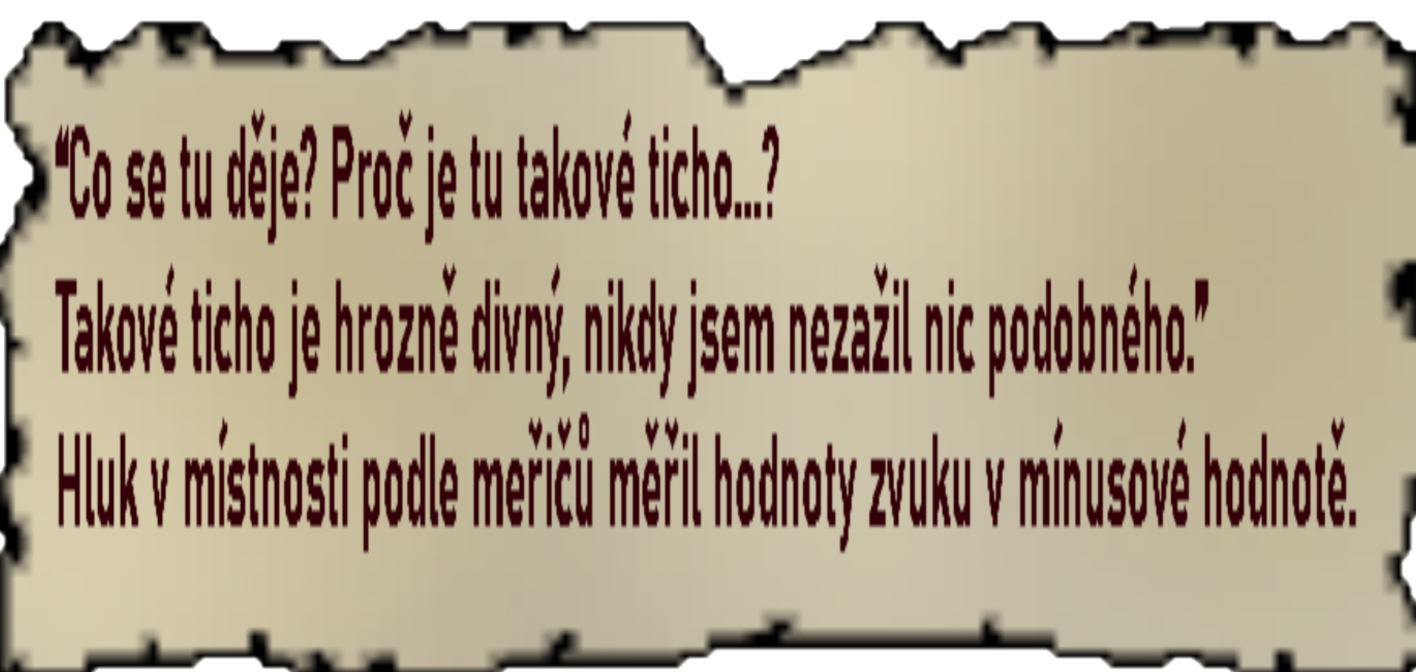 “Co se tu děje? Proč je tu takové ticho...?
Takové ticho je hrozně divný, nikdy jsem nezažil nic podobného.”
Hluk v místnosti podle meřičů měřil hodnoty zvuku v mínusové hodnotě.